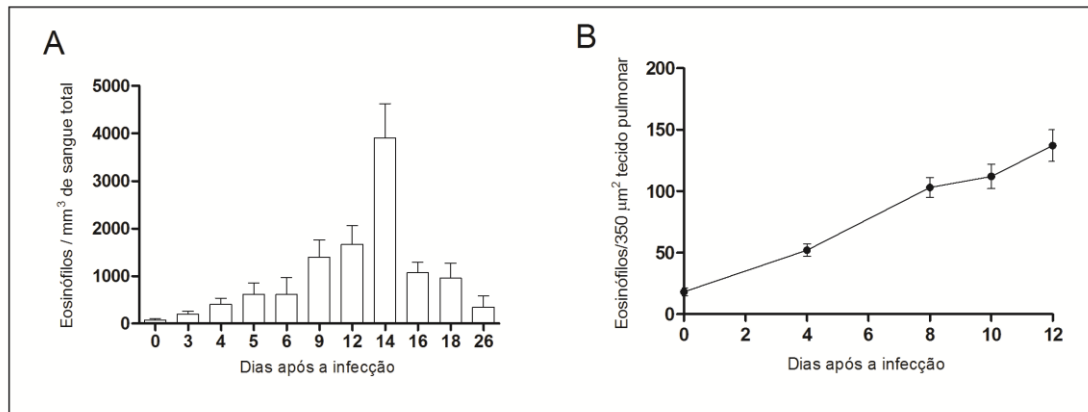 A
Eosinófilos / mm³ de sangue total
5000
4000
3000
2000
1000
0
0 3 4 5 6 9 12 14 16 18 26
Dias após a infecção
B
Eosinófilos/350 µm² tecido pulmonar
200
150
100
50
0
0 2 4 6 8 10 12
Dias após a infecção